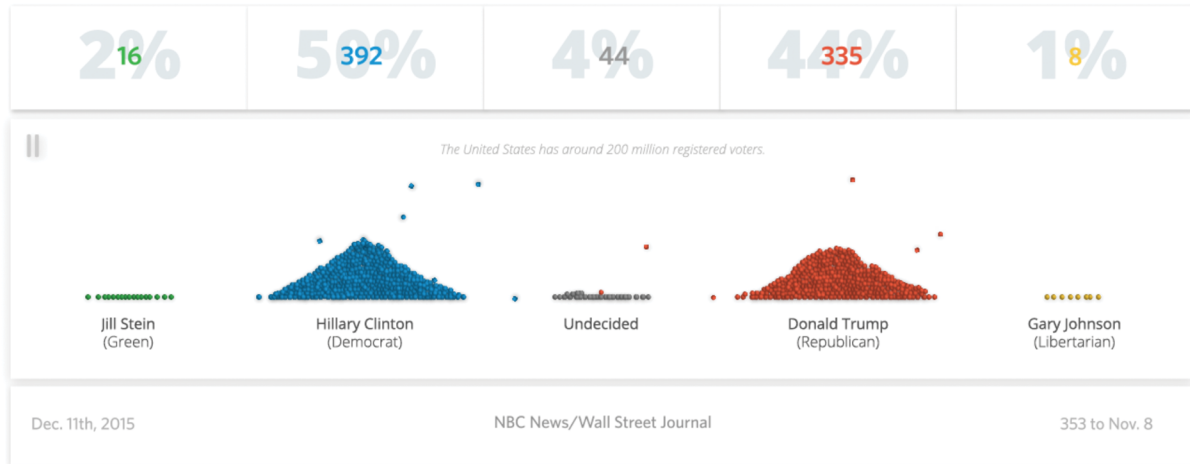 2% 16
50% 392
4% 44
44% 335
1% 8
The United States has around 200 million registered voters.
Jill Stein
(Green)
Hillary Clinton
(Democrat)
Undecided
Donald Trump
(Republican)
Gary Johnson
(Libertarian)
Dec. 11th, 2015
NBC News/Wall Street Journal
353 to Nov. 8